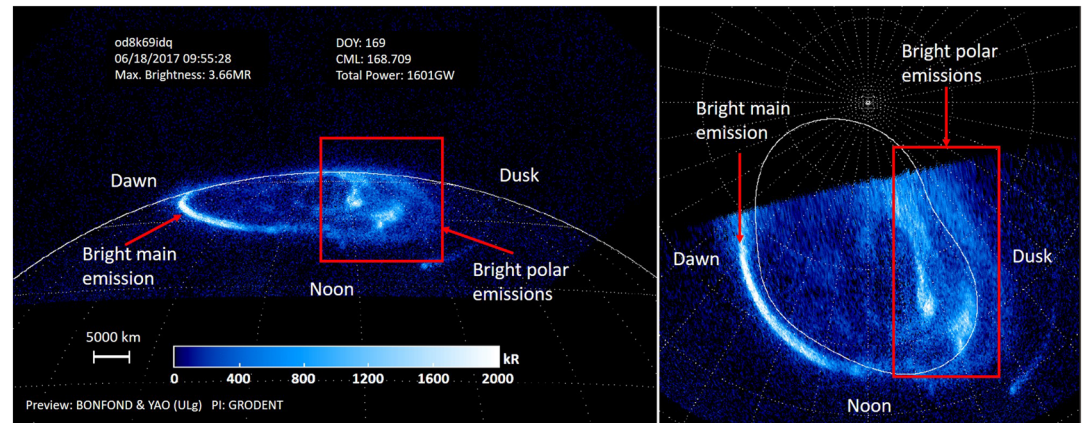 od8k69idq
06/18/2017 09:55:28
Max. Brightness: 3.66MR
DOY: 169
CML: 168.709
Total Power: 1601GW
Dawn
Dusk
Bright main
emission
Bright polar
emissions
Noon
5000 km
kR
0 400 800 1200 1600 2000
Preview: BONFOND & YAO (ULg) PI: GRODENT
Bright polar
emissions
Bright main
emission
Dawn
Dusk
Noon